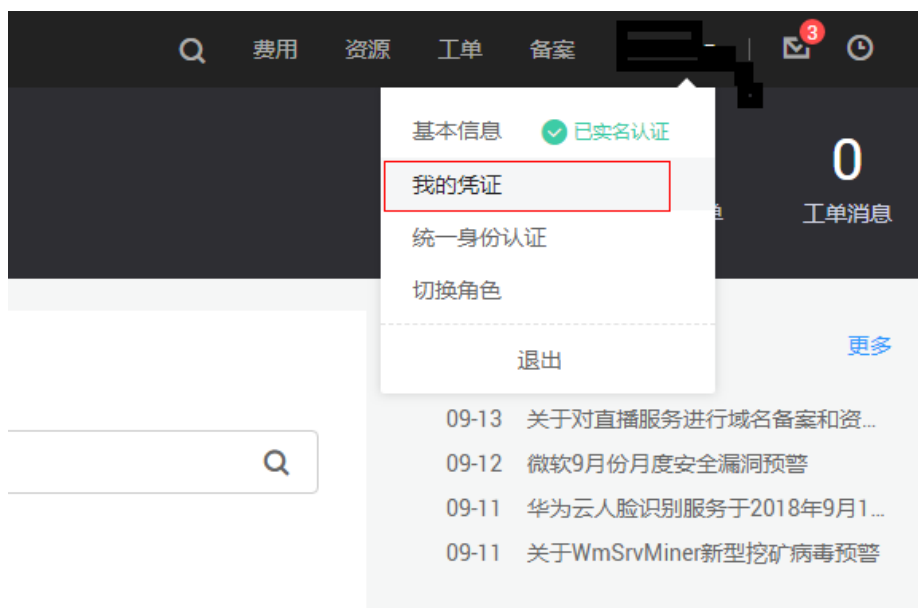 费用 资源 工单 备案 3
基本信息 已实名认证
0
我的凭证
工单消息
统一身份认证
切换角色
更多
退出
09-13 关于对直播服务进行域名备案和资...
09-12 微软9月份月度安全漏洞预警
09-11 华为云人脸识别服务于2018年9月1...
09-11 关于WmSrvMiner新型挖矿病毒预警